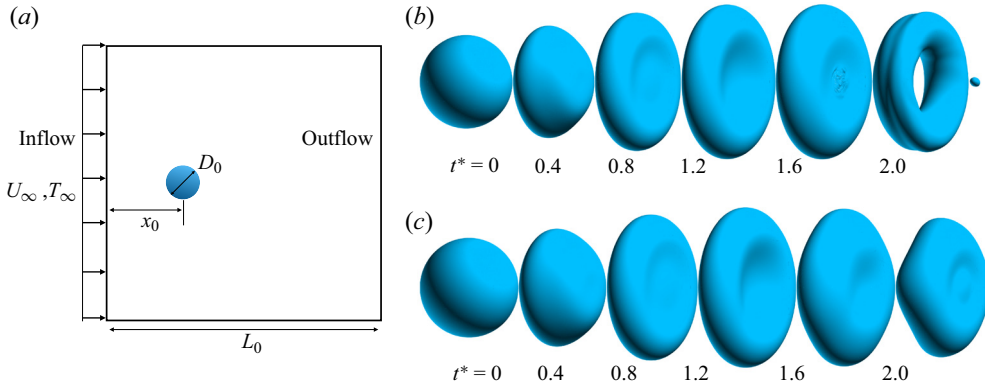 (a)
Inflow
Outflow
U∞ ,T∞
D0
x0
L0
(b)
t* = 0 0.4 0.8 1.2 1.6 2.0
(c)
t* = 0 0.4 0.8 1.2 1.6 2.0